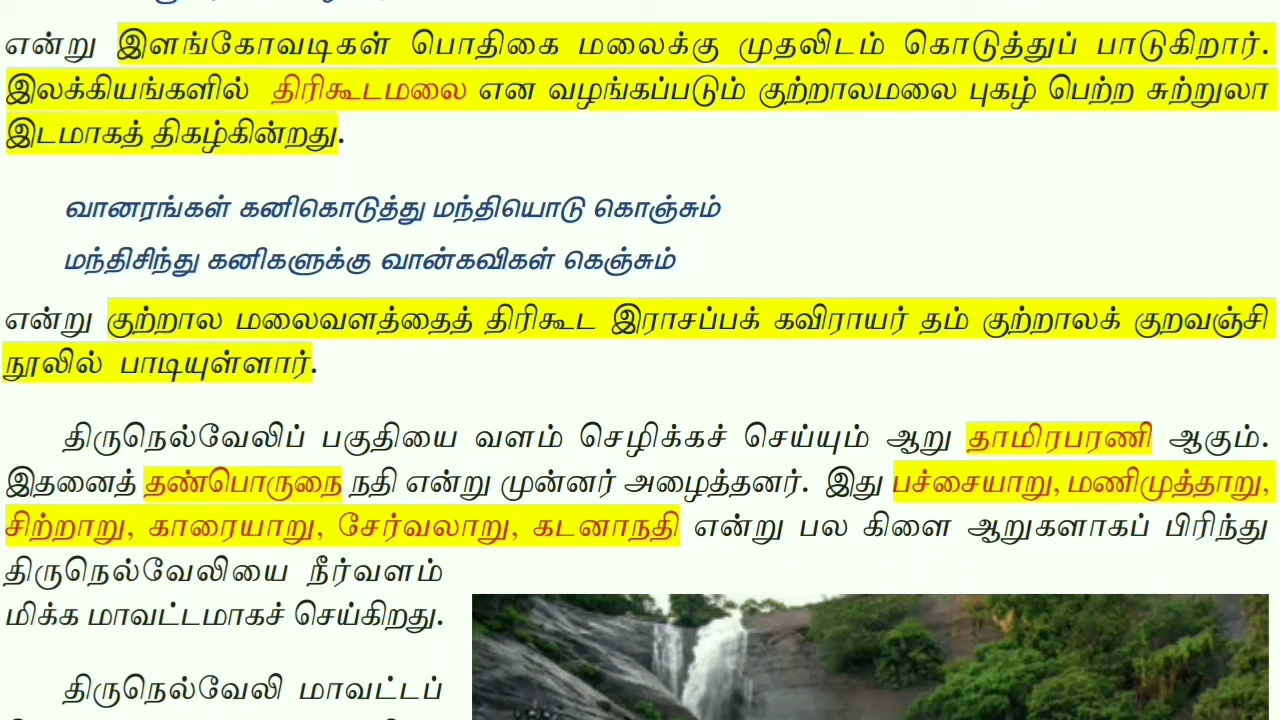 என்று இளங்கோவடிகள் பொதிகை மலைக்கு முதலிடம் கொடுத்துப் பாடுகிறார்.
இலக்கியங்களில் திரிகூடமலை என வழங்கப்படும் குற்றாலமலை புகழ் பெற்ற சுற்றுலா
இடமாகத் திகழ்கின்றது.
வானரங்கள் கனிகொடுத்து மந்தியொடு கொஞ்சும்
மந்திசிந்து கனிகளுக்கு வான்கவிகள் கெஞ்சும்
என்று குற்றால மலைவளத்தைத் திரிகூட இராசப்பக் கவிராயர் தம் குற்றாலக் குறவஞ்சி
நூலில் பாடியுள்ளார்.
திருநெல்வேலிப் பகுதியை வளம் செழிக்கச் செய்யும் ஆறு தாமிரபரணி ஆகும்.
இதனைத் தண்பொருநை நதி என்று முன்னர் அழைத்தனர். இது பச்சையாறு, மணிமுத்தாறு,
சிற்றாறு, காரையாறு, சேர்வலாறு, கடனாநதி என்று பல கிளை ஆறுகளாகப் பிரிந்து
திருநெல்வேலியை நீர்வளம்
மிக்க மாவட்டமாகச் செய்கிறது.
திருநெல்வேலி மாவட்டப்